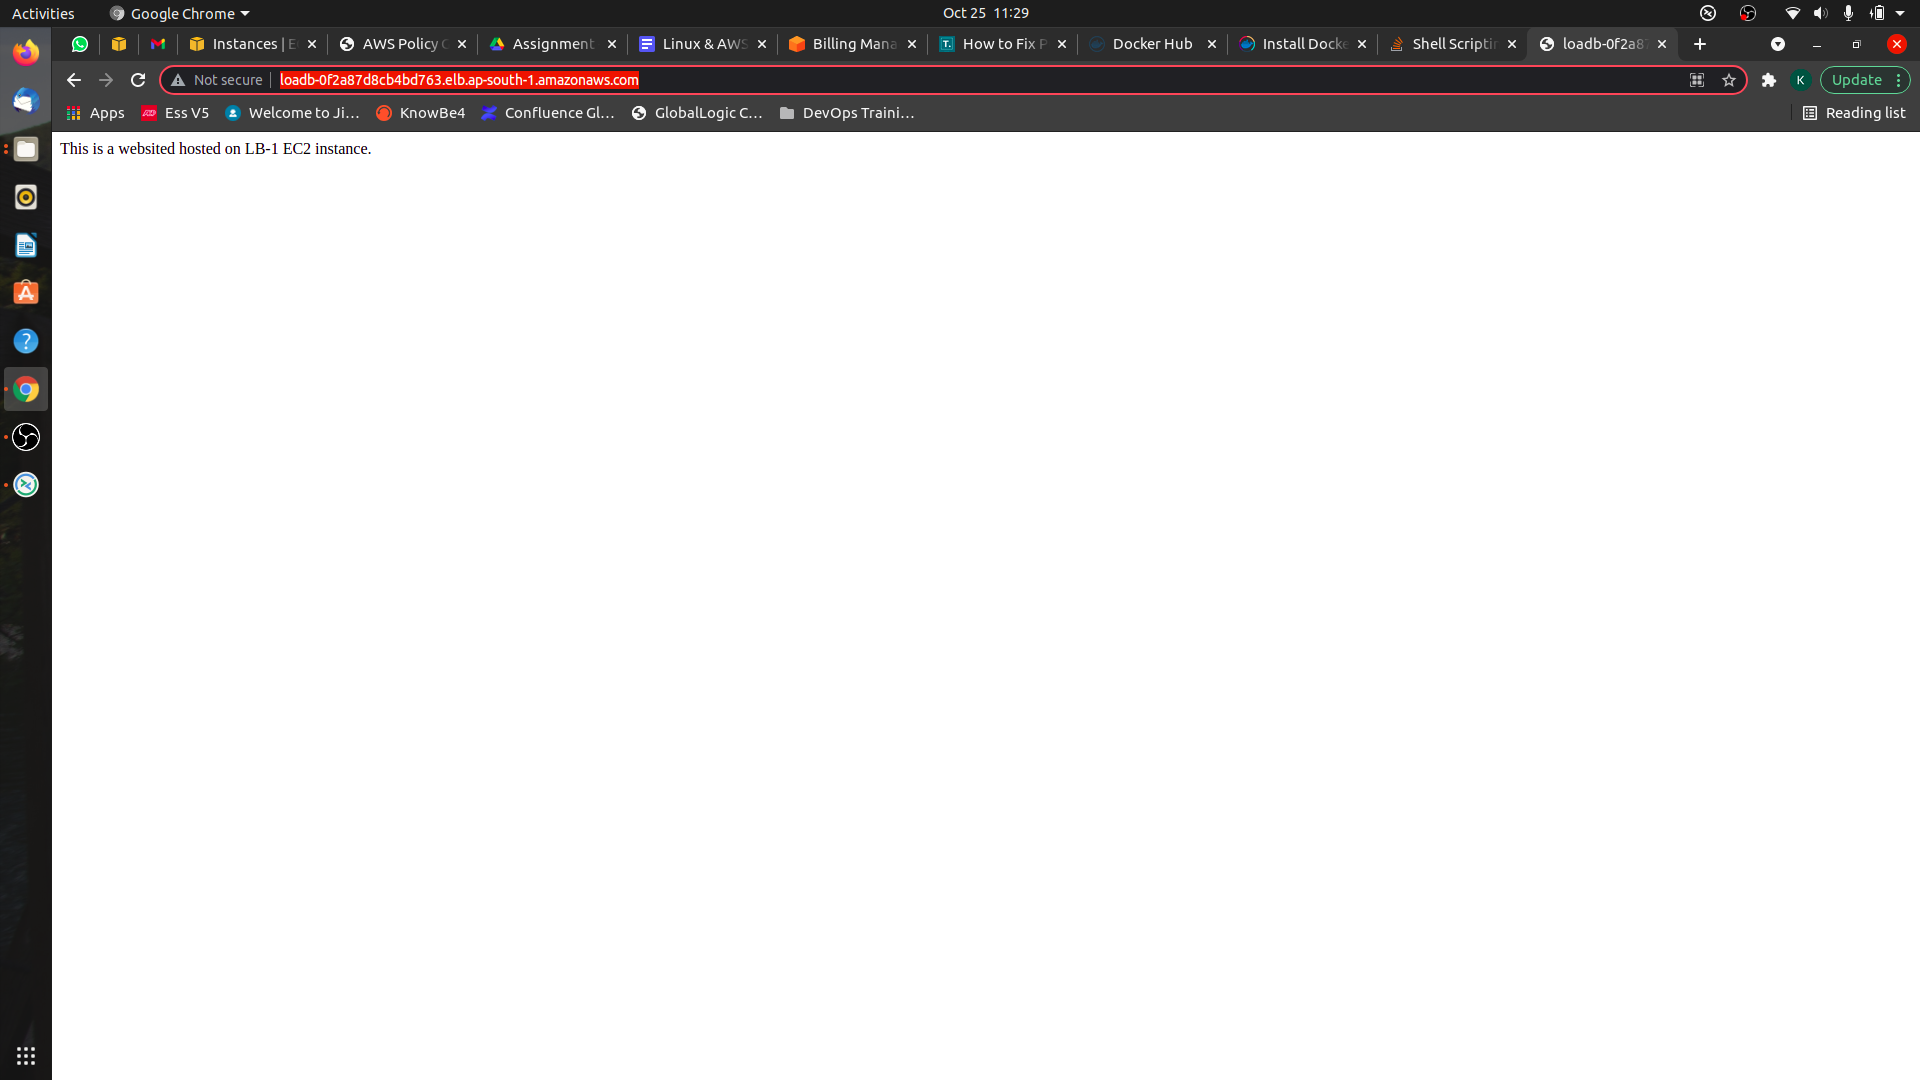 Activities
Google Chrome
Oct 25 11:29
Instances | E
AWS Policy
Assignment
Linux & AWS
Billing Mana
How to Fix P
Docker Hub
Install Docke
Shell Scriptin
loadb-0f2a87
Not secure
loadb-0f2a87d8cb4bd763.elb.ap-south-1.amazonaws.com
K
Update
Apps
Ess V5
Welcome to Ji...
KnowBe4
Confluence Gl...
GlobalLogic C...
DevOps Traini...
Reading list
This is a websited hosted on LB-1 EC2 instance.